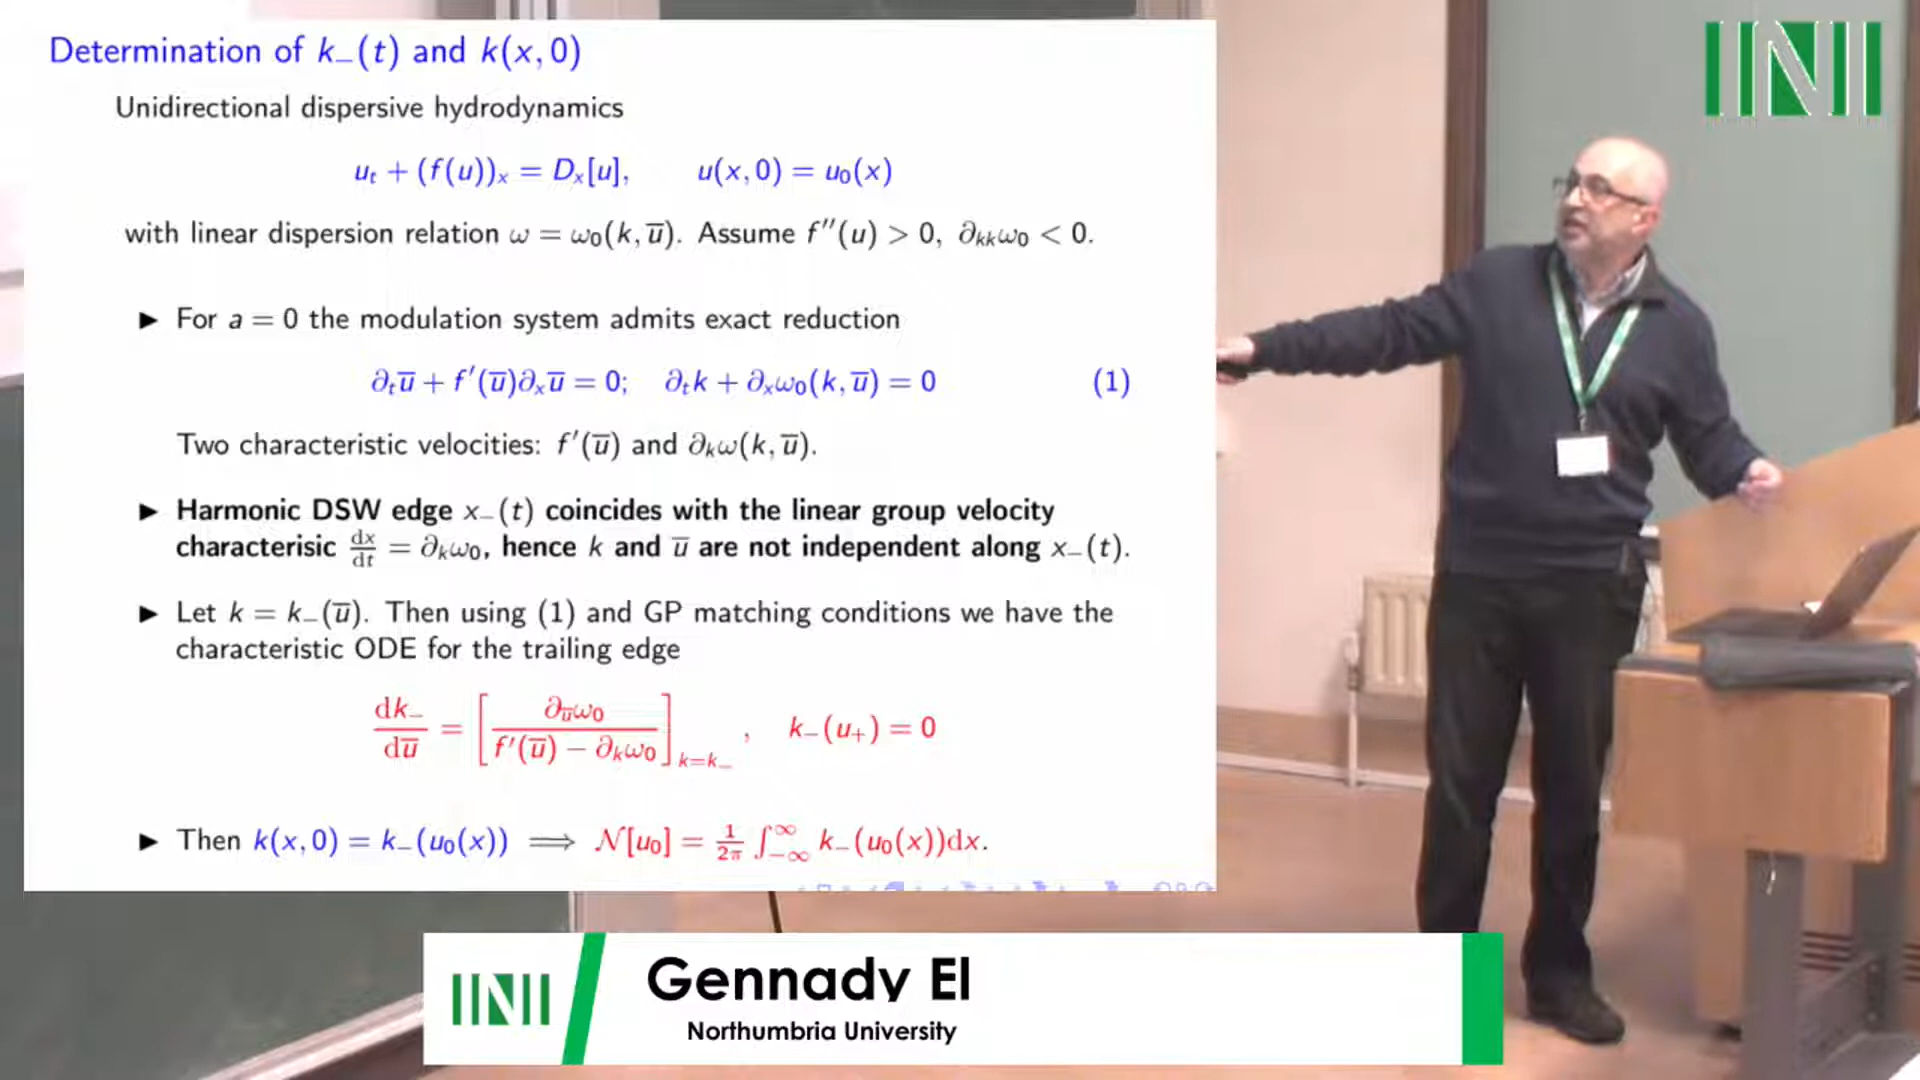 Determination of k₋(t) and k(x, 0)
Unidirectional dispersive hydrodynamics
uₜ + (f(u))ₓ = Dₓ[u],    u(x, 0) = u₀(x)
with linear dispersion relation ω = ω₀(k, ū). Assume f″(u) > 0, ∂ₖₖω₀ < 0.
▶ For a = 0 the modulation system admits exact reduction
∂ₜū + f′(ū)∂ₓū = 0;   ∂ₜk + ∂ₓω₀(k, ū) = 0    (1)
Two characteristic velocities: f′(ū) and ∂ₖω(k, ū).
▶ Harmonic DSW edge x₋(t) coincides with the linear group velocity
characterisic dx/dt = ∂ₖω₀, hence k and ū are not independent along x₋(t).
▶ Let k = k₋(ū). Then using (1) and GP matching conditions we have the
characteristic ODE for the trailing edge
dk₋/dū = [∂_ūω₀ / (f′(ū) − ∂ₖω₀)]_{k=k₋},    k₋(u₊) = 0
▶ Then k(x, 0) = k₋(u₀(x)) ⟹ 𝒩[u₀] = 1/2π ∫_{−∞}^{∞} k₋(u₀(x))dx.
INI
INI
Gennady El
Northumbria University